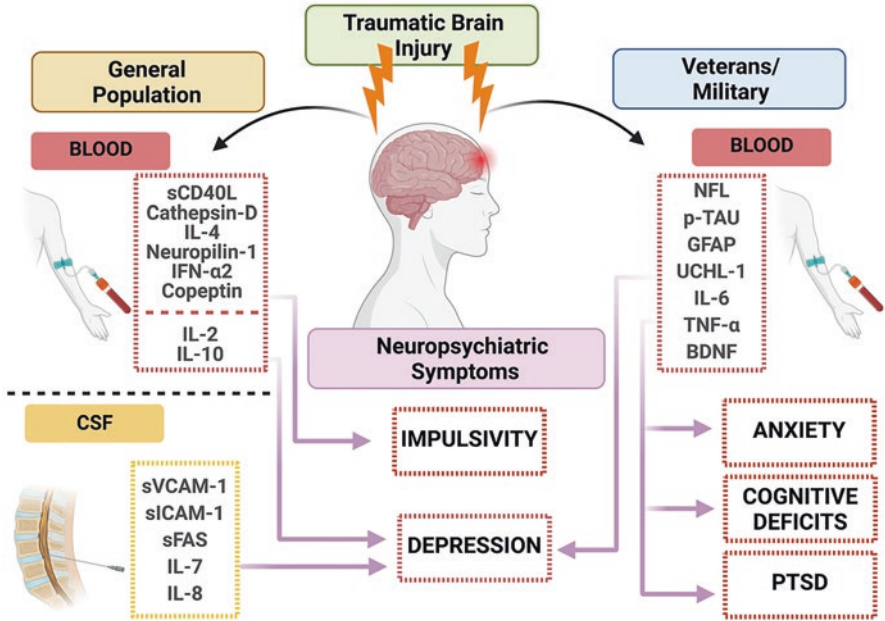 Traumatic Brain
Injury
General
Population
Veterans/
Military
BLOOD
sCD40L
Cathepsin-D
IL-4
Neuropilin-1
IFN-α2
Copeptin
IL-2
IL-10
BLOOD
NFL
p-TAU
GFAP
UCHL-1
IL-6
TNF-α
BDNF
Neuropsychiatric
Symptoms
CSF
sVCAM-1
sICAM-1
sFAS
IL-7
IL-8
IMPULSIVITY
DEPRESSION
ANXIETY
COGNITIVE
DEFICITS
PTSD